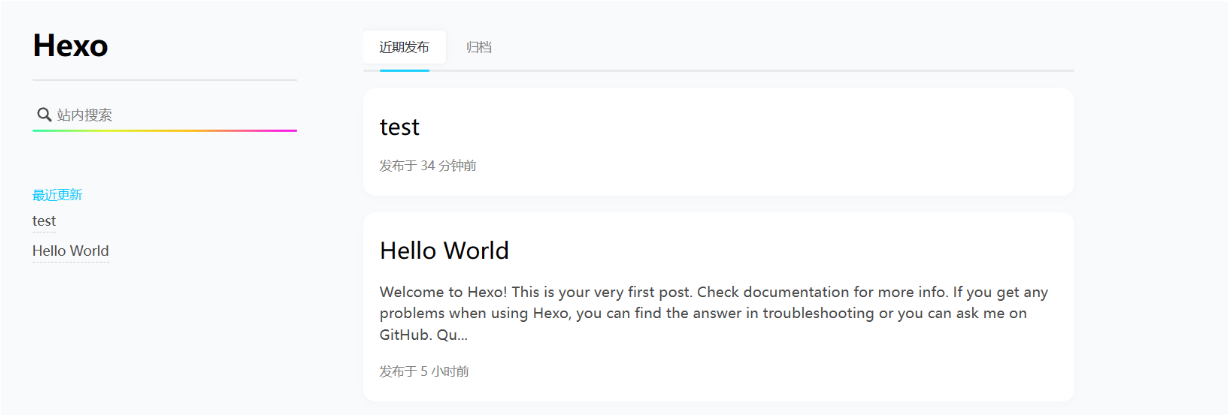 Hexo
站内搜索
最近更新
test
Hello World
近期发布
归档
test
发布于 34 分钟前
Hello World
Welcome to Hexo! This is your very first post. Check documentation for more info. If you get any
problems when using Hexo, you can find the answer in troubleshooting or you can ask me on
GitHub. Qu...
发布于 5 小时前